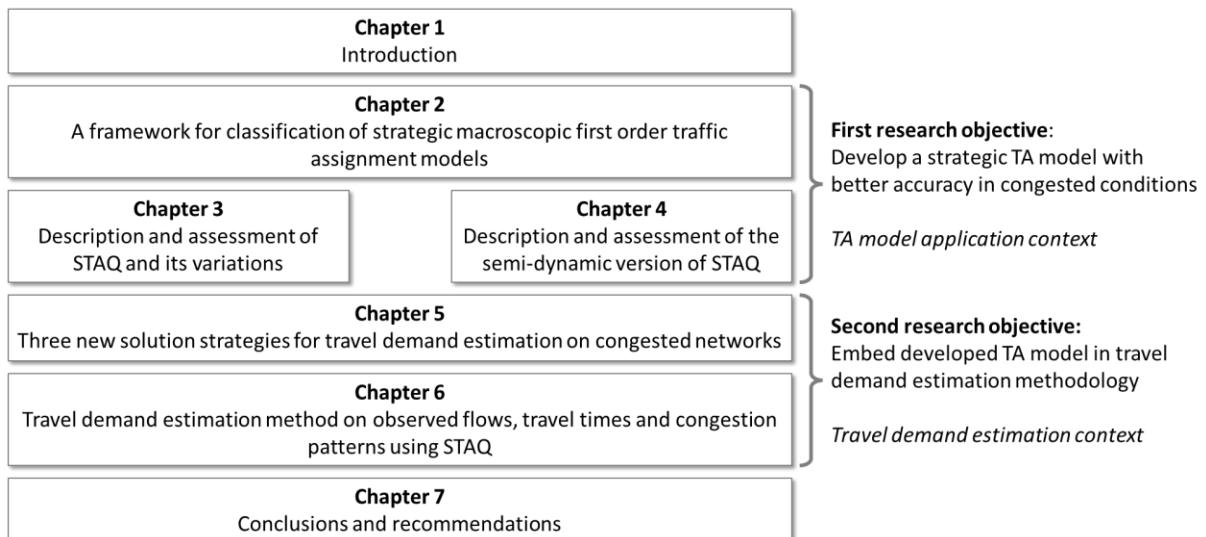 Chapter 1
Introduction
Chapter 2
A framework for classification of strategic macroscopic first order traffic
assignment models
Chapter 3
Description and assessment of
STAQ and its variations
Chapter 4
Description and assessment of the
semi-dynamic version of STAQ
First research objective:
Develop a strategic TA model with
better accuracy in congested conditions
TA model application context
Chapter 5
Three new solution strategies for travel demand estimation on congested networks
Chapter 6
Travel demand estimation method on observed flows, travel times and congestion
patterns using STAQ
Second research objective:
Embed developed TA model in travel
demand estimation methodology
Travel demand estimation context
Chapter 7
Conclusions and recommendations